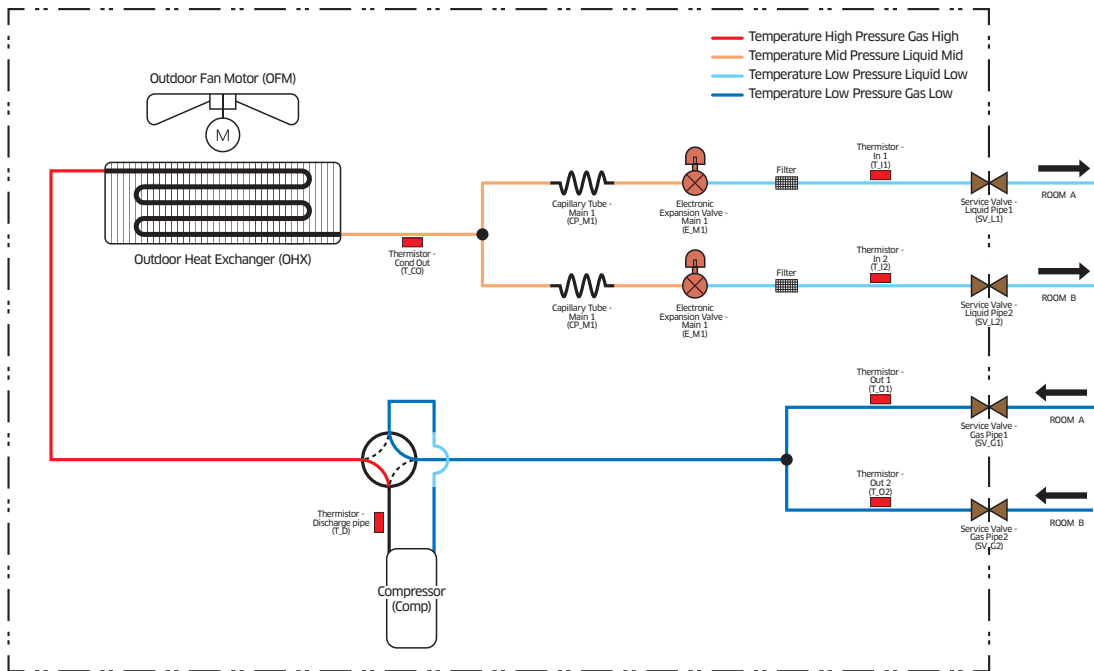 Temperature High Pressure Gas High
Temperature Mid Pressure Liquid Mid
Temperature Low Pressure Liquid Low
Temperature Low Pressure Gas Low
Outdoor Fan Motor (OFM)
M
Outdoor Heat Exchanger (OHX)
Thermistor -
Cond Out
(T_CO)
Capillary Tube -
Main 1
(CP_M1)
Electronic
Expansion Valve -
Main 1
(E_M1)
Filter
Thermistor -
In 1
(T_I1)
Service Valve -
Liquid Pipe1
(SV_L1)
ROOM A
Capillary Tube -
Main 1
(CP_M1)
Electronic
Expansion Valve -
Main 1
(E_M1)
Filter
Thermistor -
In 2
(T_I2)
Service Valve -
Liquid Pipe2
(SV_L2)
ROOM B
Thermistor -
Out 1
(T_O1)
Service Valve -
Gas Pipe1
(SV_G1)
ROOM A
Thermistor -
Out 2
(T_O2)
Service Valve -
Gas Pipe2
(SV_G2)
ROOM B
Thermistor -
Discharge pipe
(T_D)
Compressor
(Comp)